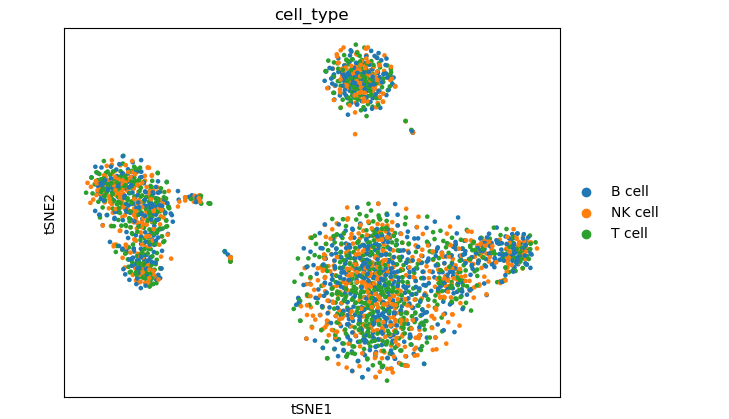 cell_type
tSNE2
B cell
NK cell
T cell
tSNE1